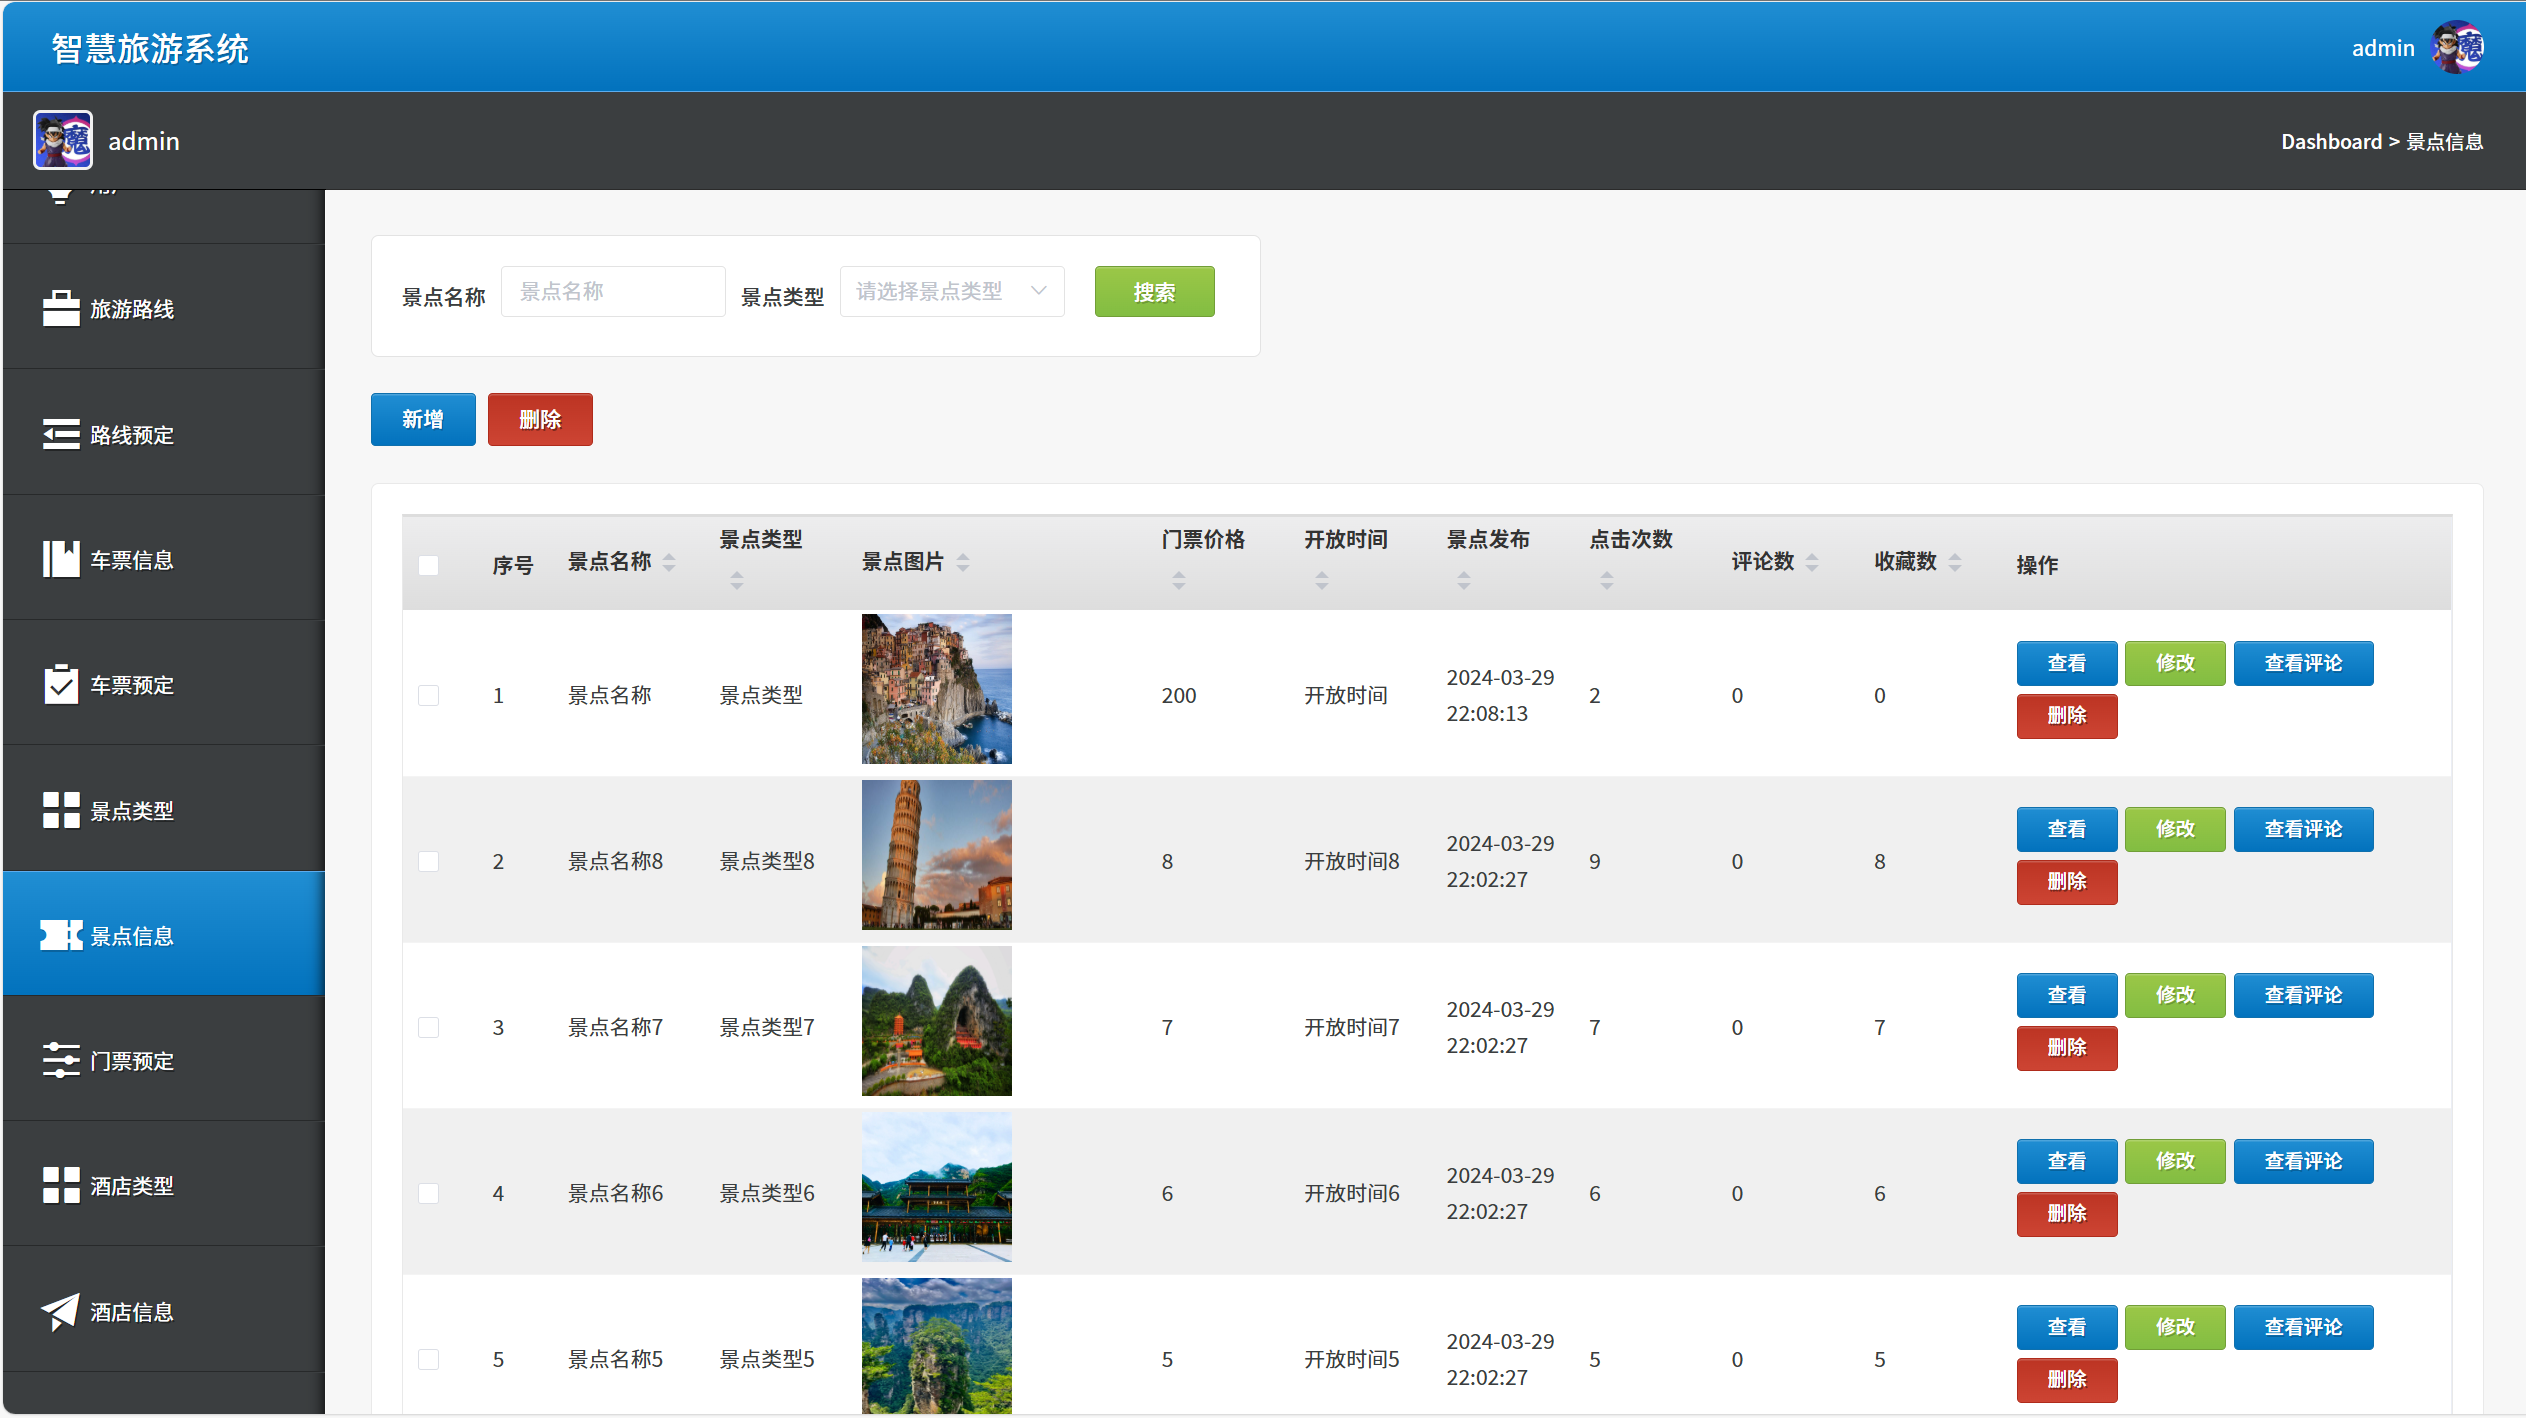 智慧旅游系统
admin
admin
Dashboard > 景点信息
旅游路线
路线预定
车票信息
车票预定
景点类型
景点信息
门票预定
酒店类型
酒店信息
景点名称 景点名称 景点类型 请选择景点类型 搜索
新增 删除
序号 景点名称 景点类型 景点图片 门票价格 开放时间 景点发布 点击次数 评论数 收藏数 操作
1 景点名称 景点类型 200 开放时间 2024-03-29 22:08:13 2 0 0 查看 修改 查看评论
删除
2 景点名称8 景点类型8 8 开放时间8 2024-03-29 22:02:27 9 0 8 查看 修改 查看评论
删除
3 景点名称7 景点类型7 7 开放时间7 2024-03-29 22:02:27 7 0 7 查看 修改 查看评论
删除
4 景点名称6 景点类型6 6 开放时间6 2024-03-29 22:02:27 6 0 6 查看 修改 查看评论
删除
5 景点名称5 景点类型5 5 开放时间5 2024-03-29 22:02:27 5 0 5 查看 修改 查看评论
删除